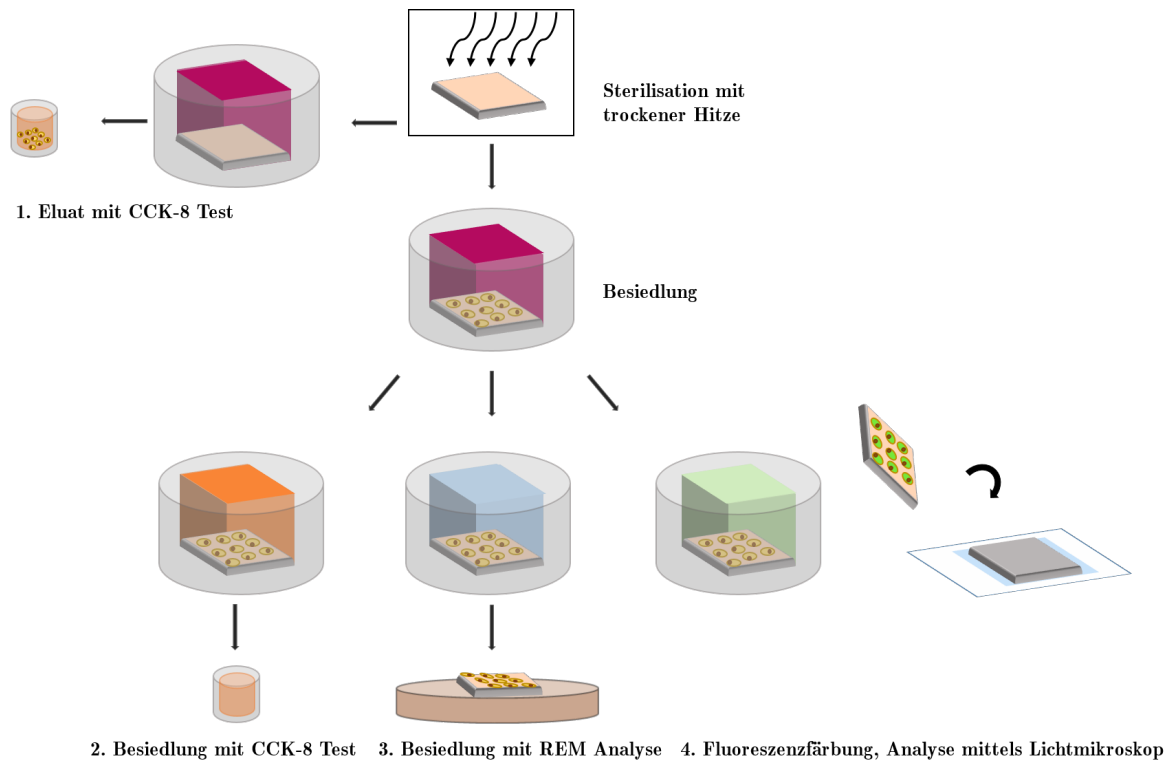 Sterilisation mit
trockener Hitze
1. Eluat mit CCK-8 Test
Besiedlung
2. Besiedlung mit CCK-8 Test
3. Besiedlung mit REM Analyse
4. Fluoreszenzfärbung, Analyse mittels Lichtmikroskop